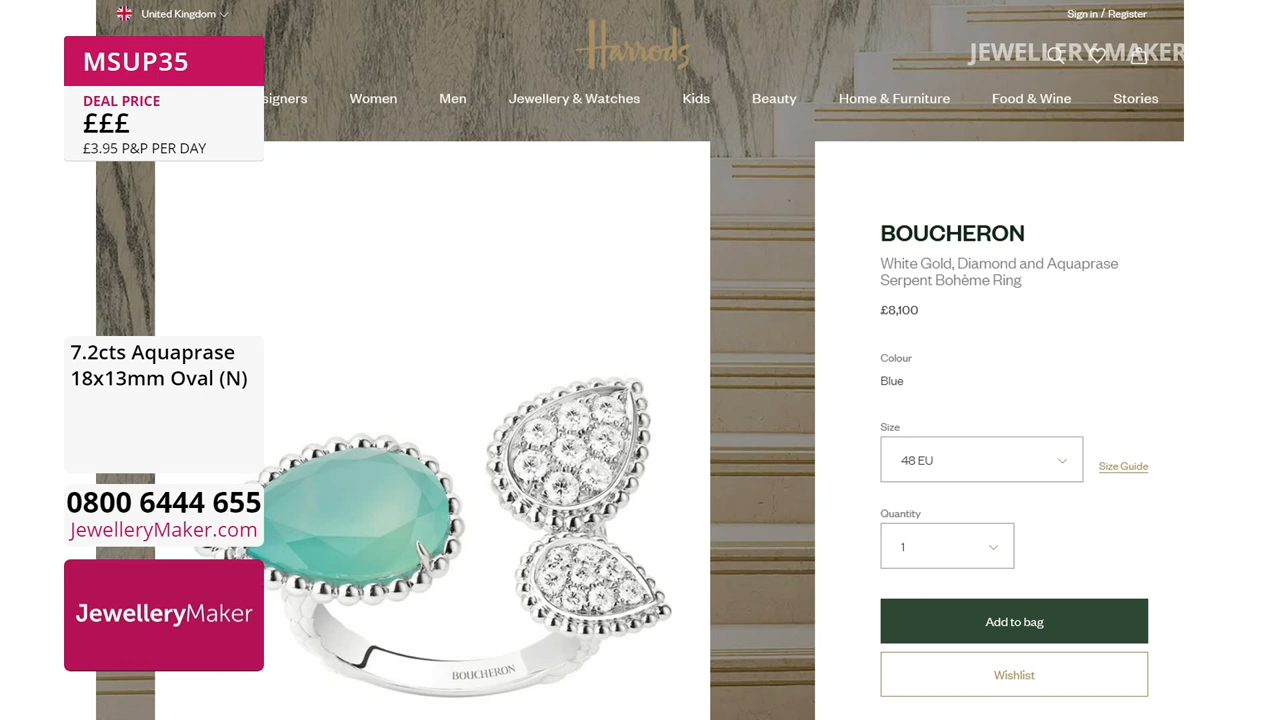 United Kingdom
Sign in / Register
Harrods
JEWELLERY MAKER
MSUP35
DEAL PRICE
£££
£3.95 P&P PER DAY
signers
Women
Men
Jewellery & Watches
Kids
Beauty
Home & Furniture
Food & Wine
Stories
BOUCHERON
White Gold, Diamond and Aquaprase
Serpent Bohème Ring
£8,100
Colour
Blue
Size
48 EU
Size Guide
Quantity
1
Add to bag
Wishlist
7.2cts Aquaprase
18x13mm Oval (N)
0800 6444 655
JewelleryMaker.com
JewelleryMaker
BOUCHERON